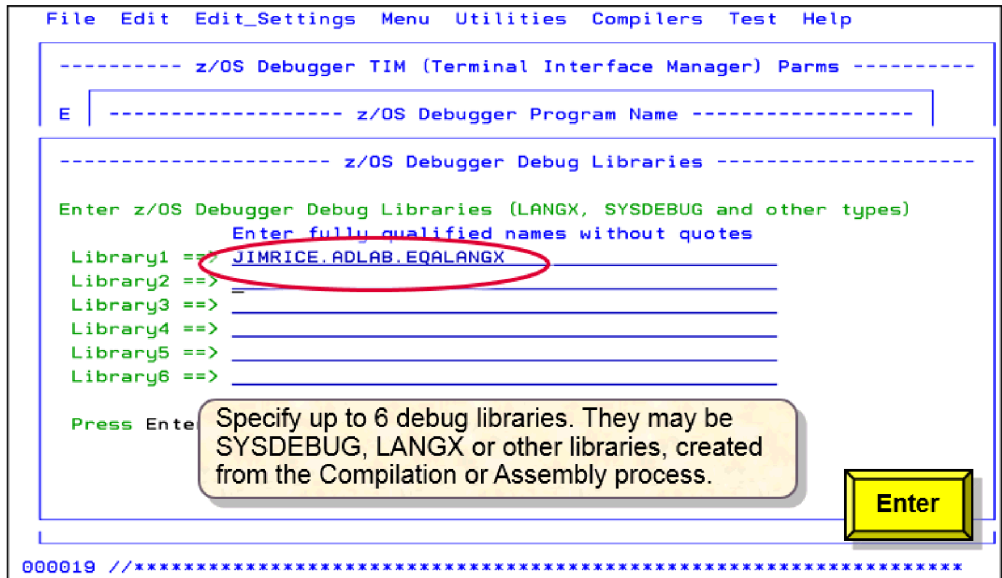 File Edit Edit_Settings Menu Utilities Compilers Test Help
---------- z/OS Debugger TIM (Terminal Interface Manager) Parms ----------
E ------------------- z/OS Debugger Program Name ------------------
---------------------- z/OS Debugger Debug Libraries ---------------------
Enter z/OS Debugger Debug Libraries (LANGX, SYSDEBUG and other types)
Enter fully qualified names without quotes
Library1 ==> JIMRICE.ADLAB.EQALANGX
Library2 ==>
Library3 ==>
Library4 ==>
Library5 ==>
Library6 ==>
Press Ente
Specify up to 6 debug libraries. They may be
SYSDEBUG, LANGX or other libraries, created
from the Compilation or Assembly process.
Enter
000019 //******************************************************************